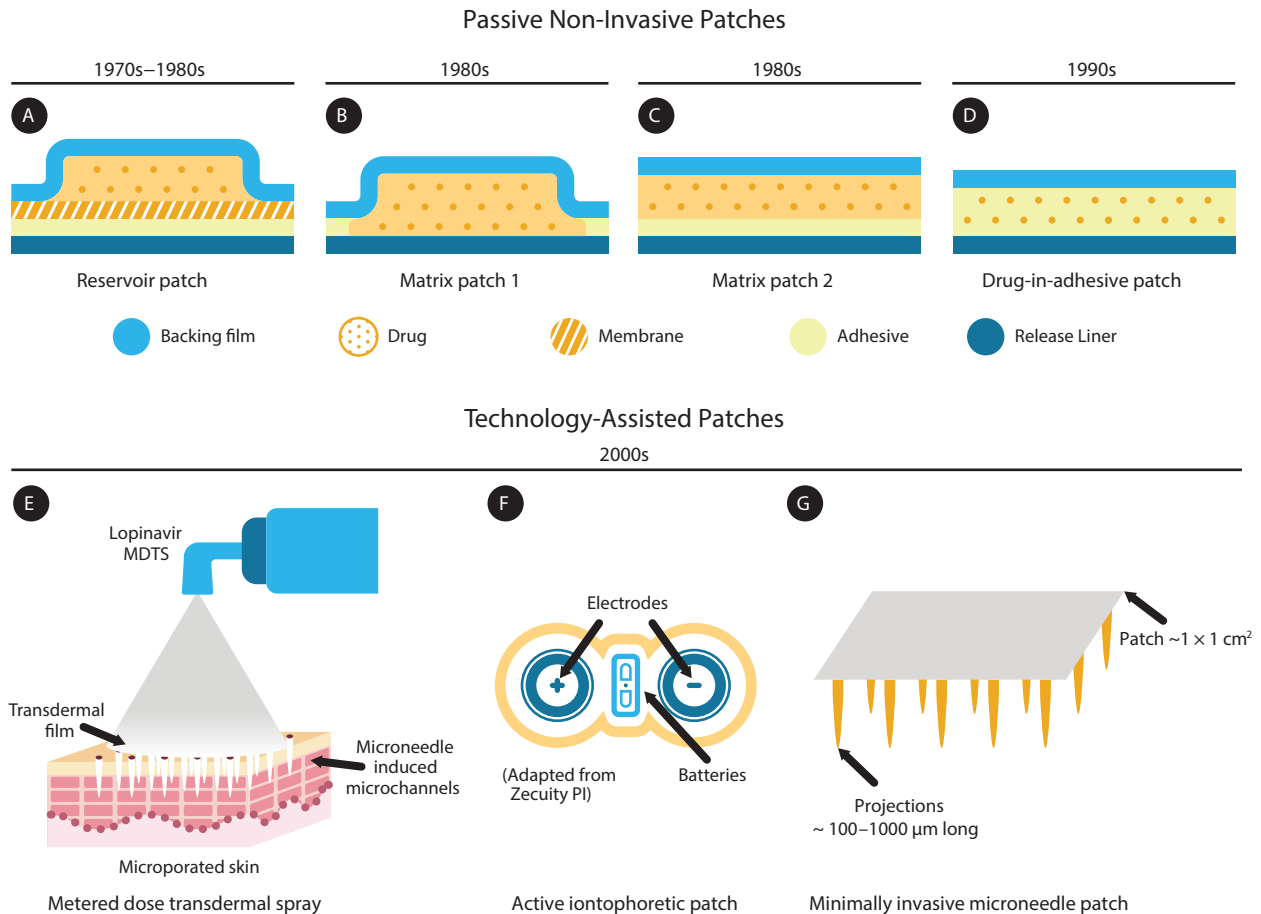 Passive Non-Invasive Patches
1970s–1980s
1980s
1980s
1990s
A
B
C
D
Reservoir patch
Matrix patch 1
Matrix patch 2
Drug-in-adhesive patch
Backing film
Drug
Membrane
Adhesive
Release Liner
Technology-Assisted Patches
2000s
E
Lopinavir
MDTS
Transdermal
film
Microneedle
induced
microchannels
Microporated skin
Metered dose transdermal spray
F
Electrodes
+
–
(Adapted from
Zecuity PI)
Batteries
Active iontophoretic patch
G
Patch ~1 × 1 cm²
Projections
~ 100–1000 μm long
Minimally invasive microneedle patch